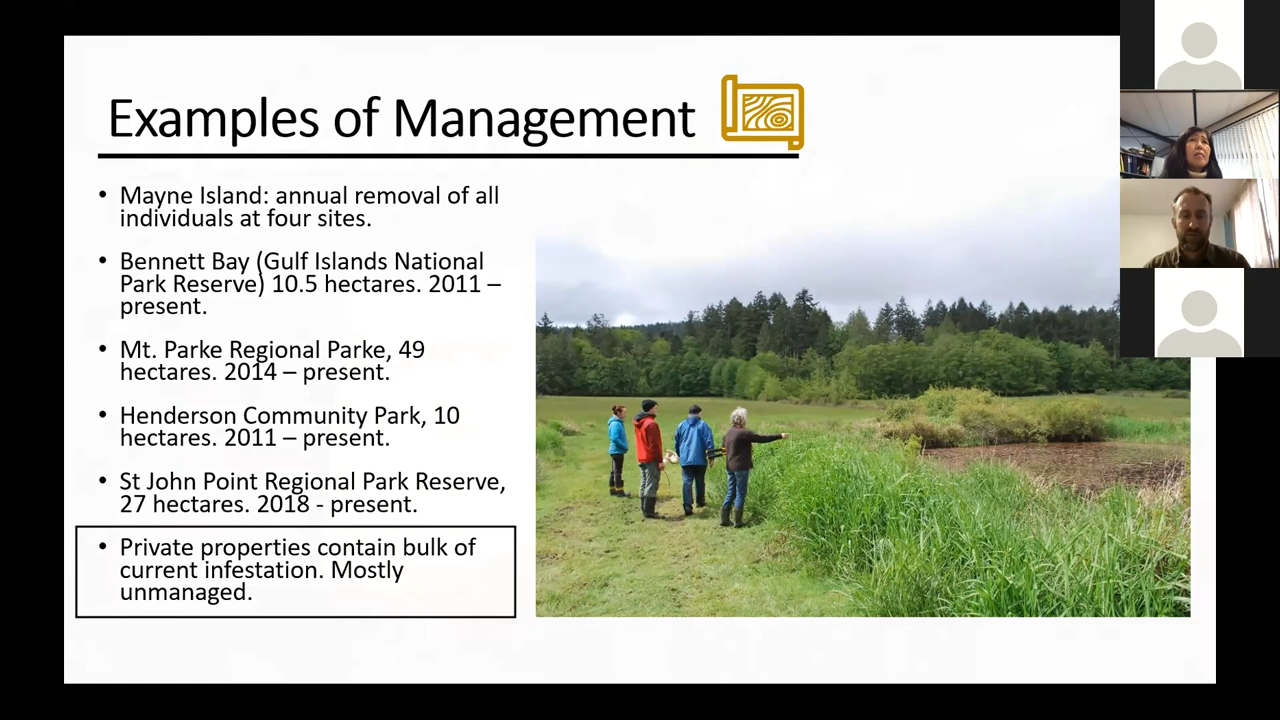 Examples of Management
• Mayne Island: annual removal of all
individuals at four sites.
• Bennett Bay (Gulf Islands National
Park Reserve) 10.5 hectares. 2011 –
present.
• Mt. Parke Regional Parke, 49
hectares. 2014 – present.
• Henderson Community Park, 10
hectares. 2011 – present.
• St John Point Regional Park Reserve,
27 hectares. 2018 - present.
• Private properties contain bulk of
current infestation. Mostly
unmanaged.